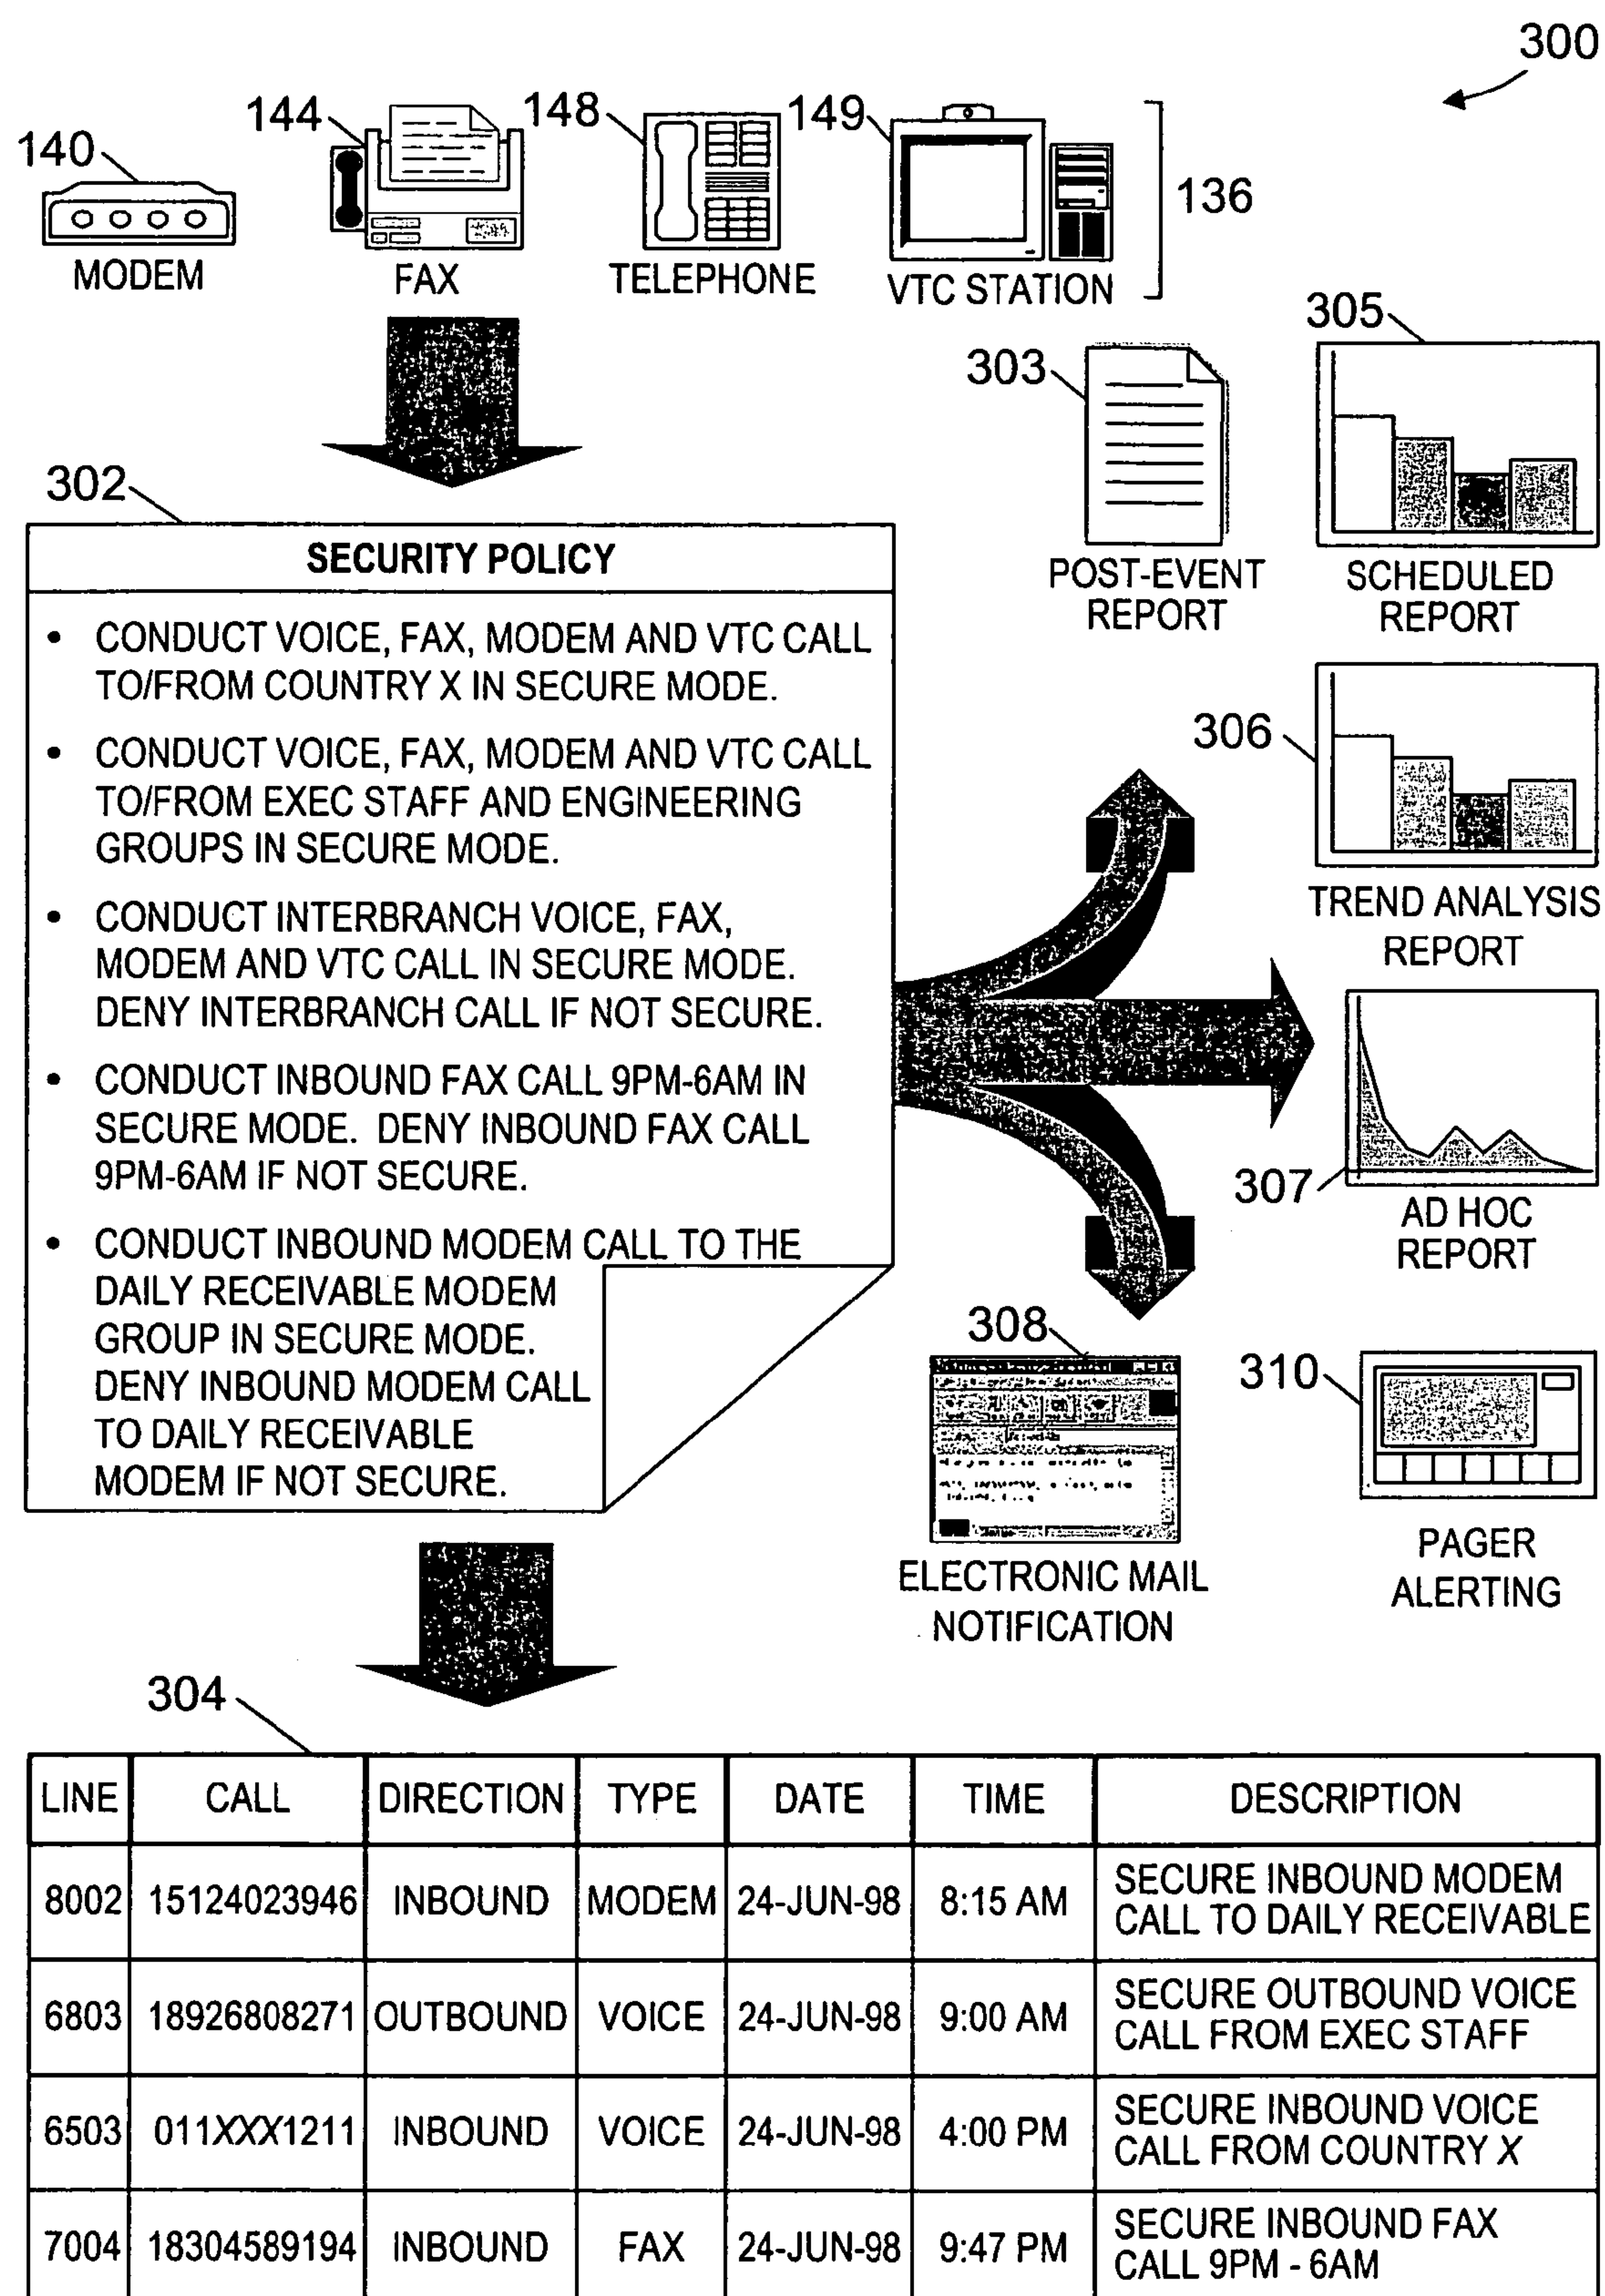 300
140
144
148
149
136
MODEM
FAX
TELEPHONE
VTC STATION
303
305
POST-EVENT
REPORT
SCHEDULED
REPORT
306
TREND ANALYSIS
REPORT
307
AD HOC
REPORT
302
SECURITY POLICY
• CONDUCT VOICE, FAX, MODEM AND VTC CALL
TO/FROM COUNTRY X IN SECURE MODE.
• CONDUCT VOICE, FAX, MODEM AND VTC CALL
TO/FROM EXEC STAFF AND ENGINEERING
GROUPS IN SECURE MODE.
• CONDUCT INTERBRANCH VOICE, FAX,
MODEM AND VTC CALL IN SECURE MODE.
DENY INTERBRANCH CALL IF NOT SECURE.
• CONDUCT INBOUND FAX CALL 9PM-6AM IN
SECURE MODE. DENY INBOUND FAX CALL
9PM-6AM IF NOT SECURE.
• CONDUCT INBOUND MODEM CALL TO THE
DAILY RECEIVABLE MODEM
GROUP IN SECURE MODE.
DENY INBOUND MODEM CALL
TO DAILY RECEIVABLE
MODEM IF NOT SECURE.
308
ELECTRONIC MAIL
NOTIFICATION
310
PAGER
ALERTING
304
LINE CALL DIRECTION TYPE DATE TIME DESCRIPTION
8002 15124023946 INBOUND MODEM 24-JUN-98 8:15 AM SECURE INBOUND MODEM
CALL TO DAILY RECEIVABLE
6803 18926808271 OUTBOUND VOICE 24-JUN-98 9:00 AM SECURE OUTBOUND VOICE
CALL FROM EXEC STAFF
6503 011XXX1211 INBOUND VOICE 24-JUN-98 4:00 PM SECURE INBOUND VOICE
CALL FROM COUNTRY X
7004 18304589194 INBOUND FAX 24-JUN-98 9:47 PM SECURE INBOUND FAX
CALL 9PM - 6AM